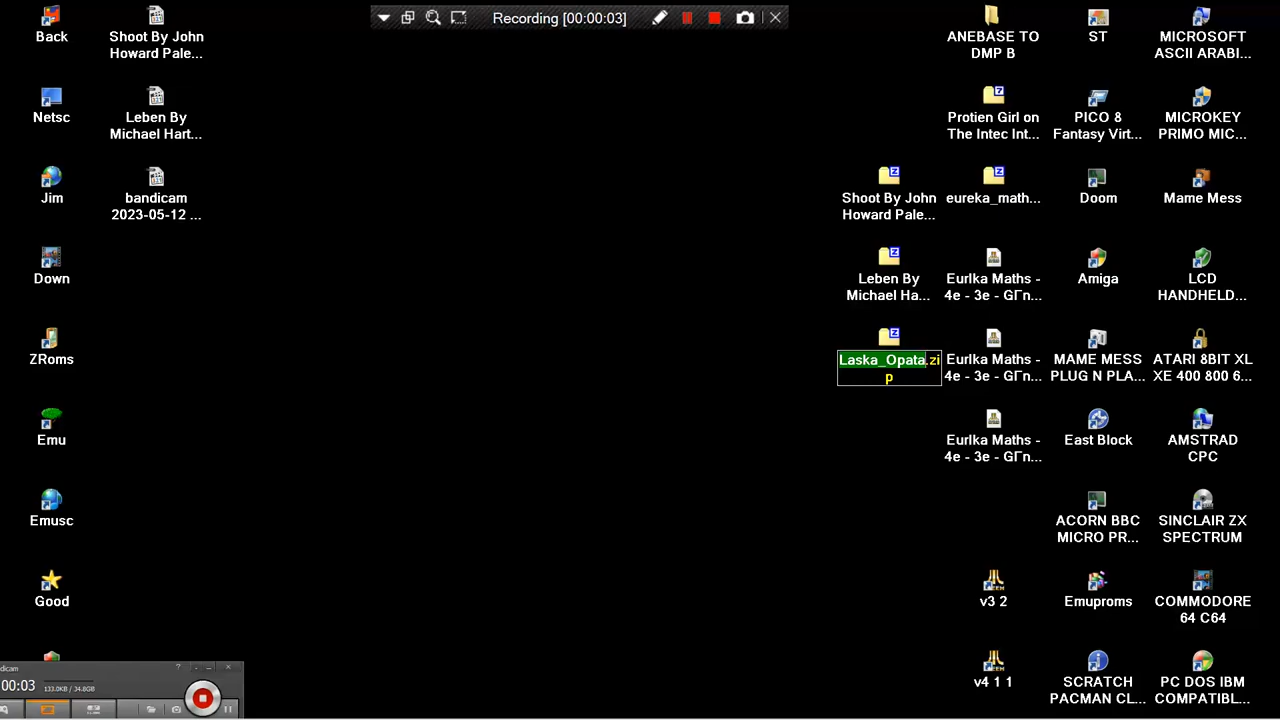 Recording [00:00:03]
Back
Shoot By John
Howard Pale...
Netsc
Leben By
Michael Hart...
Jim
bandicam
2023-05-12 ...
Down
ZRoms
Emu
Emusc
Good
dicam
?
:00:03
133.0KB / 34.8GB
Shoot By John
Howard Pale...
Leben By
Michael Ha...
Laska_Opata.zi
p
ANEBASE TO
DMP B
Protien Girl on
The Intec Int...
eureka_math...
Eurlka Maths -
4e - 3e - GГn...
Eurlka Maths -
4e - 3e - GГn...
Eurlka Maths -
4e - 3e - GГn...
v3 2
v4 1 1
ST
PICO 8
Fantasy Virt...
Doom
Amiga
MAME MESS
PLUG N PLA...
East Block
ACORN BBC
MICRO PR...
Emuproms
SCRATCH
PACMAN CL...
MICROSOFT
ASCII ARABI...
MICROKEY
PRIMO MIC...
Mame Mess
LCD
HANDHELD...
ATARI 8BIT XL
XE 400 800 6...
AMSTRAD
CPC
SINCLAIR ZX
SPECTRUM
COMMODORE
64 C64
PC DOS IBM
COMPATIBL...